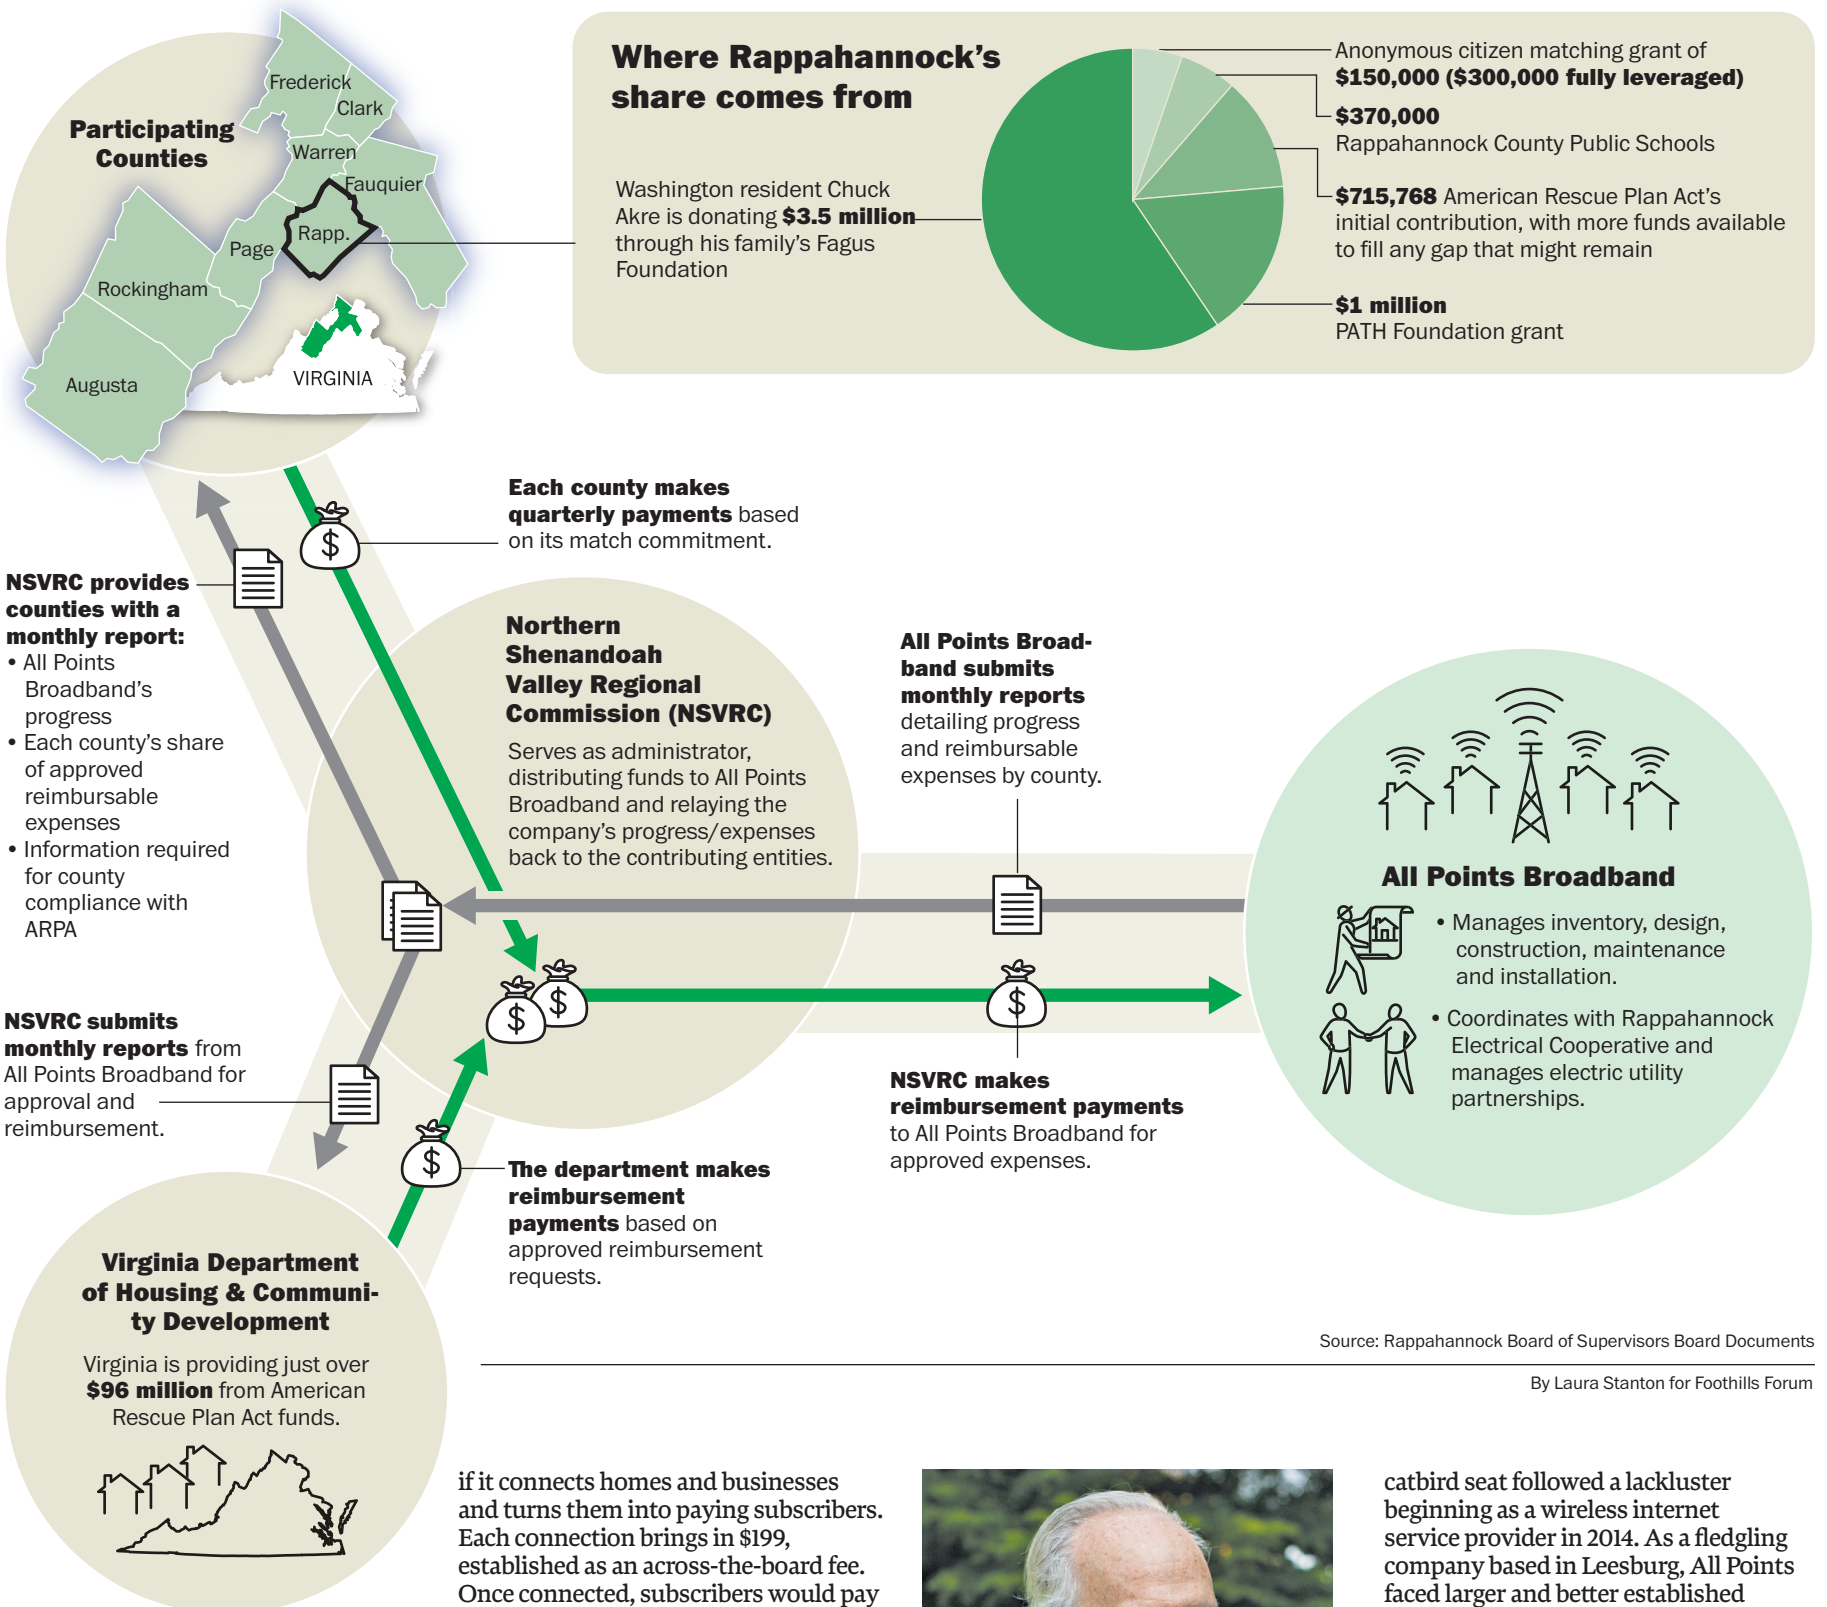 Participating
Counties
Frederick
Clark
Warren
Fauquier
Rapp.
Page
Rockingham
Augusta
VIRGINIA
Where Rappahannock's
share comes from
Washington resident Chuck
Akre is donating $3.5 million
through his family's Fagus
Foundation
Anonymous citizen matching grant of
$150,000 ($300,000 fully leveraged)
$370,000
Rappahannock County Public Schools
$715,768 American Rescue Plan Act's
initial contribution, with more funds available
to fill any gap that might remain
$1 million
PATH Foundation grant
Each county makes
quarterly payments based
on its match commitment.
NSVRC provides
counties with a
monthly report:
• All Points
Broadband's
progress
• Each county's share
of approved
reimbursable
expenses
• Information required
for county
compliance with
ARPA
Northern
Shenandoah
Valley Regional
Commission (NSVRC)
Serves as administrator,
distributing funds to All Points
Broadband and relaying the
company's progress/expenses
back to the contributing entities.
All Points Broad-
band submits
monthly reports
detailing progress
and reimbursable
expenses by county.
All Points Broadband
• Manages inventory, design,
construction, maintenance
and installation.
• Coordinates with Rappahannock
Electrical Cooperative and
manages electric utility
partnerships.
NSVRC submits
monthly reports from
All Points Broadband for
approval and
reimbursement.
$
$
$
$
$
NSVRC makes
reimbursement payments
to All Points Broadband for
approved expenses.
The department makes
reimbursement
payments based on
approved reimbursement
requests.
Virginia Department
of Housing & Communi-
ty Development
Virginia is providing just over
$96 million from American
Rescue Plan Act funds.
Source: Rappahannock Board of Supervisors Board Documents
By Laura Stanton for Foothills Forum
if it connects homes and businesses
and turns them into paying subscribers.
Each connection brings in $199,
established as an across-the-board fee.
Once connected, subscribers would pay
catbird seat followed a lackluster
beginning as a wireless internet
service provider in 2014. As a fledgling
company based in Leesburg, All Points
faced larger and better established